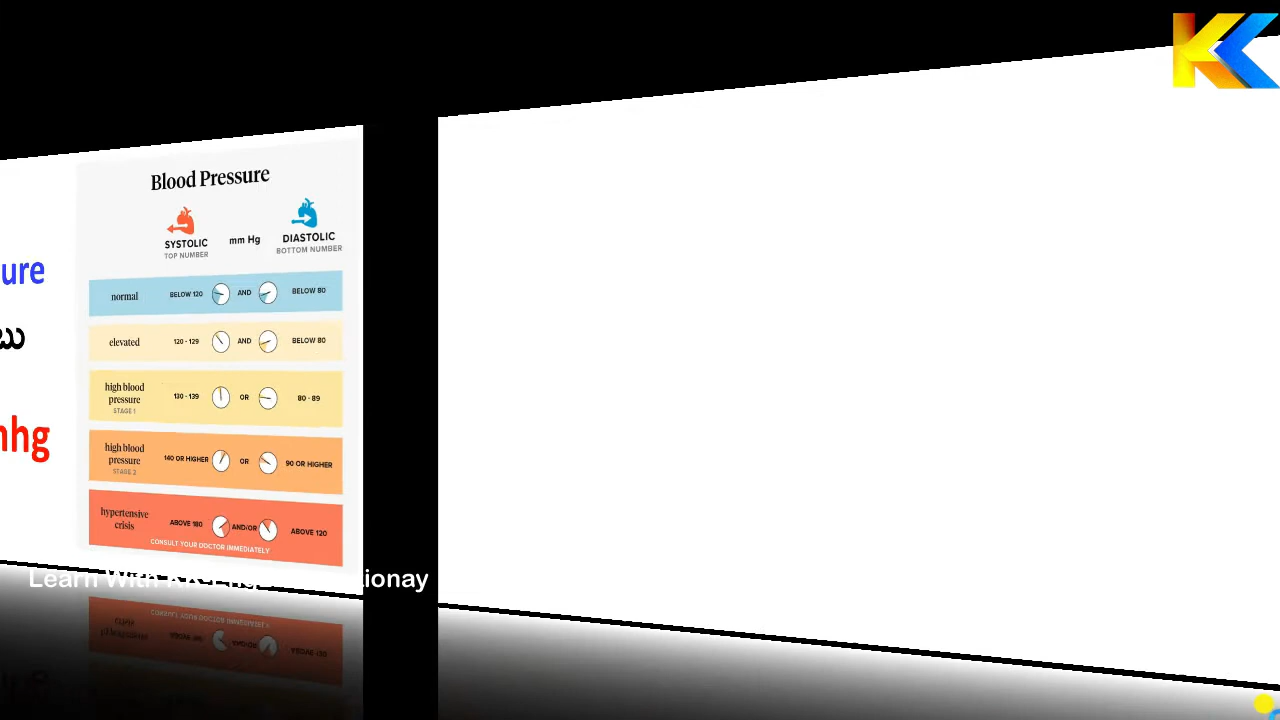 Blood Pressure
SYSTOLIC mm Hg DIASTOLIC
TOP NUMBER BOTTOM NUMBER
ure
normal BELOW 120 AND BELOW 80
య
elevated 120 - 129 AND BELOW 80
high blood
pressure 130 - 139 OR 80 - 89
STAGE 1
hg
high blood
pressure 140 OR HIGHER OR 90 OR HIGHER
STAGE 2
hypertensive
crisis ABOVE 180 AND/OR ABOVE 120
CONSULT YOUR DOCTOR IMMEDIATELY
Learn With